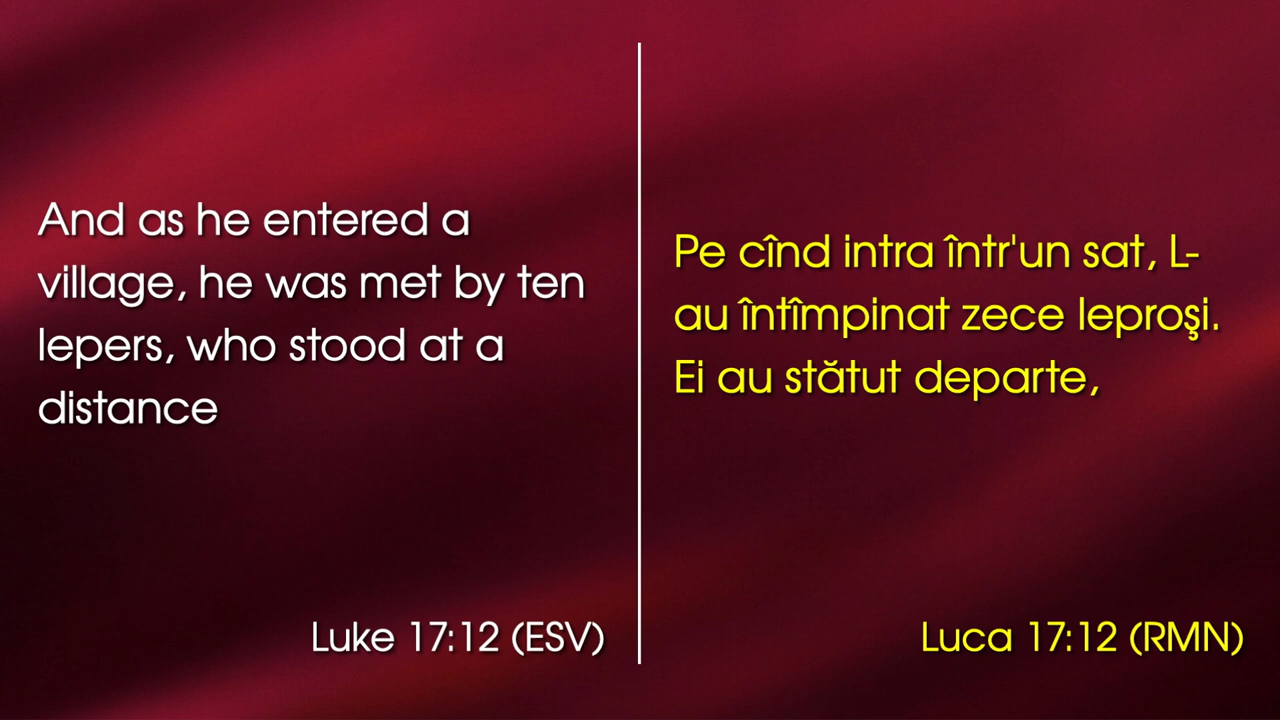 And as he entered a
village, he was met by ten
lepers, who stood at a
distance
Luke 17:12 (ESV)
Pe cînd intra într'un sat, L-
au întîmpinat zece leproşi.
Ei au stătut departe,
Luca 17:12 (RMN)